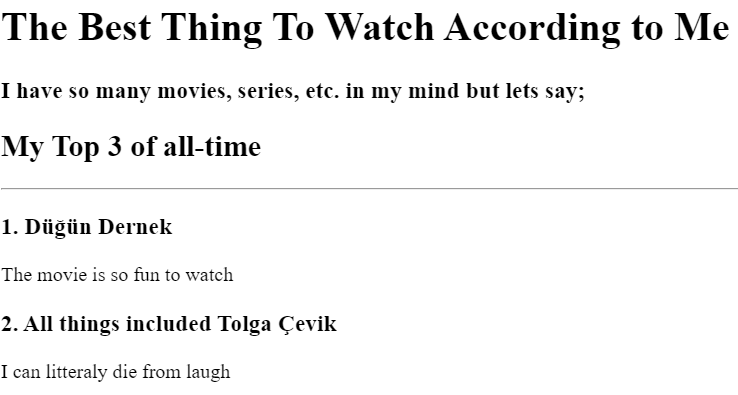 The Best Thing To Watch According to Me
I have so many movies, series, etc. in my mind but lets say;
My Top 3 of all-time
1. Düğün Dernek
The movie is so fun to watch
2. All things included Tolga Çevik
I can litteraly die from laugh